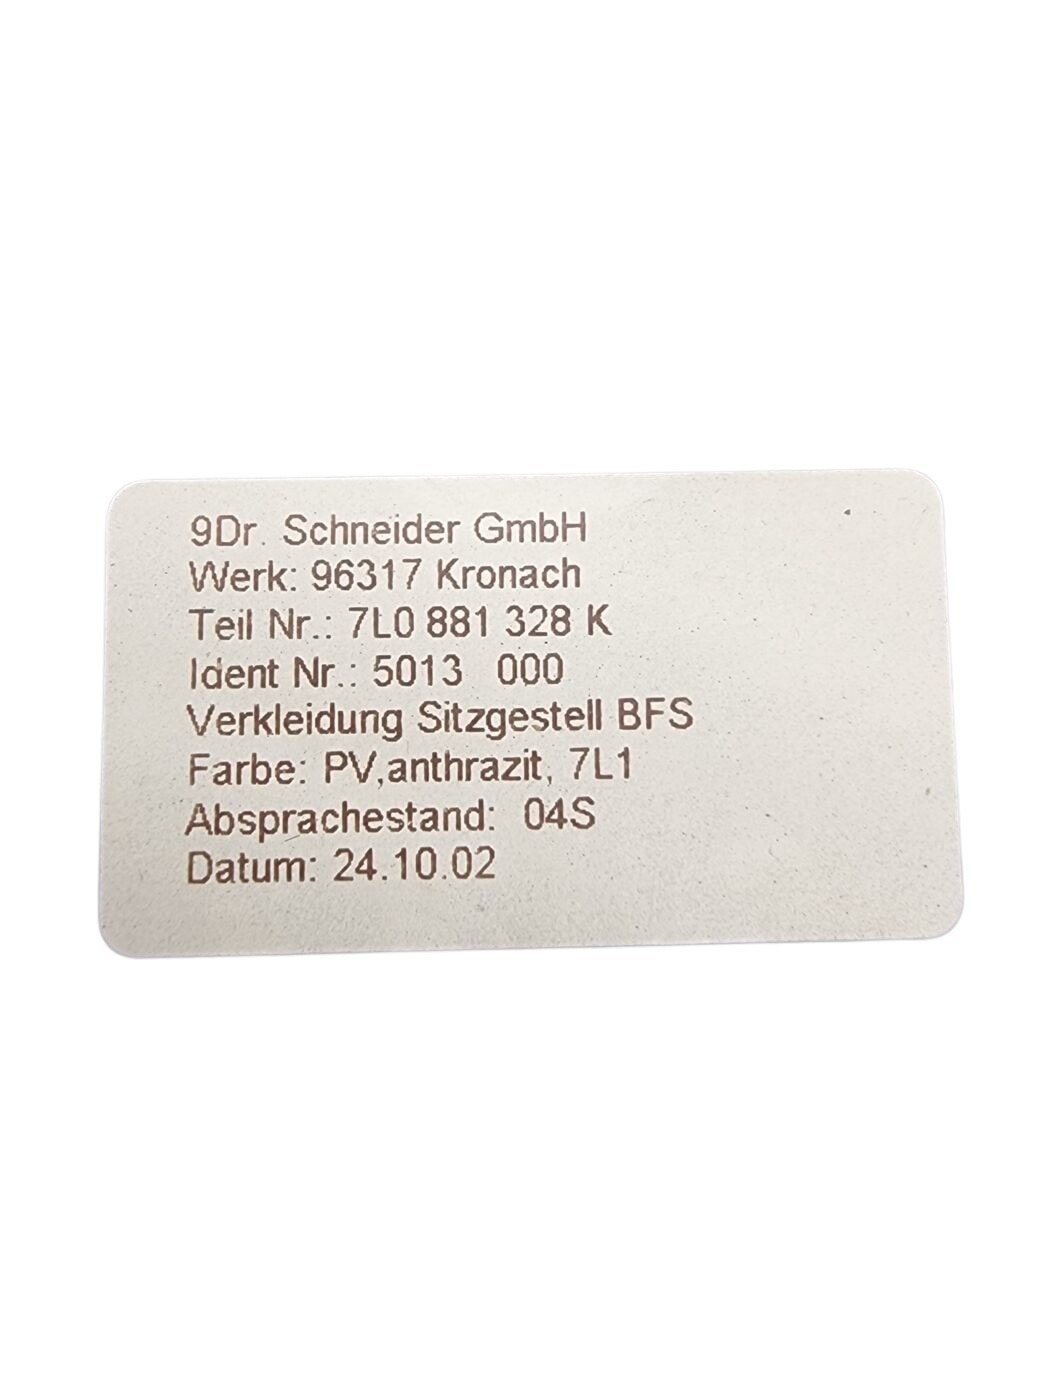 9Dr. Schneider GmbH
Werk: 96317 Kronach
Teil Nr.: 7L0 881 328 K
Ident Nr.: 5013 000
Verkleidung Sitzgestell BFS
Farbe: PV,anthrazit, 7L1
Absprachestand: 04S
Datum: 24.10.02